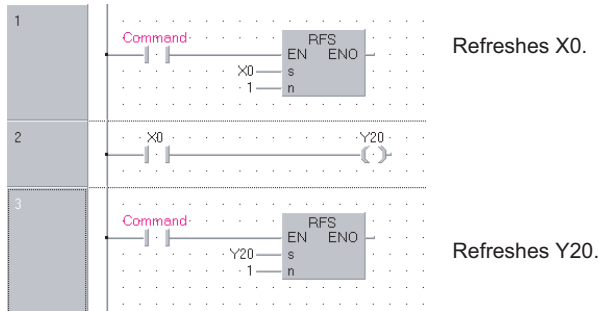 1
Command
RFS
EN ENO
X0 s
1 n
Refreshes X0.
2
X0 Y20
3
Command
RFS
EN ENO
Y20 s
1 n
Refreshes Y20.